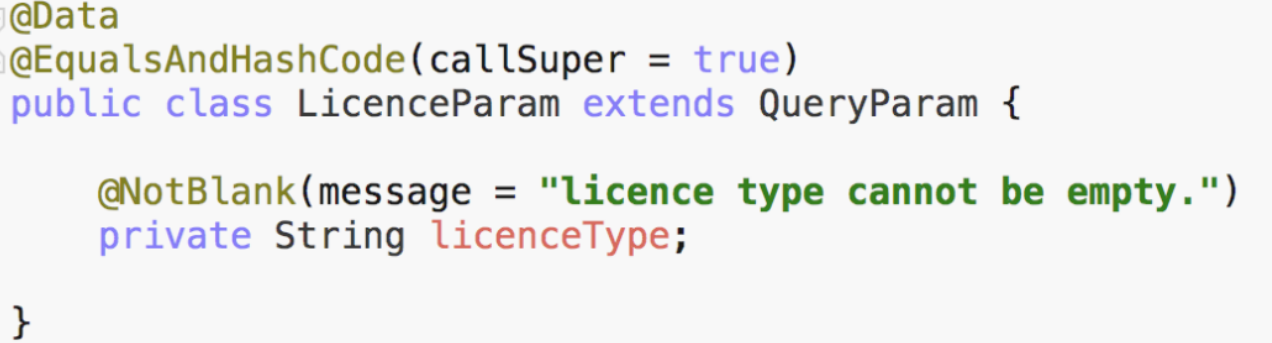 @Data
@EqualsAndHashCode(callSuper = true)
public class LicenceParam extends QueryParam {
@NotBlank(message = "licence type cannot be empty.")
private String licenceType;
}